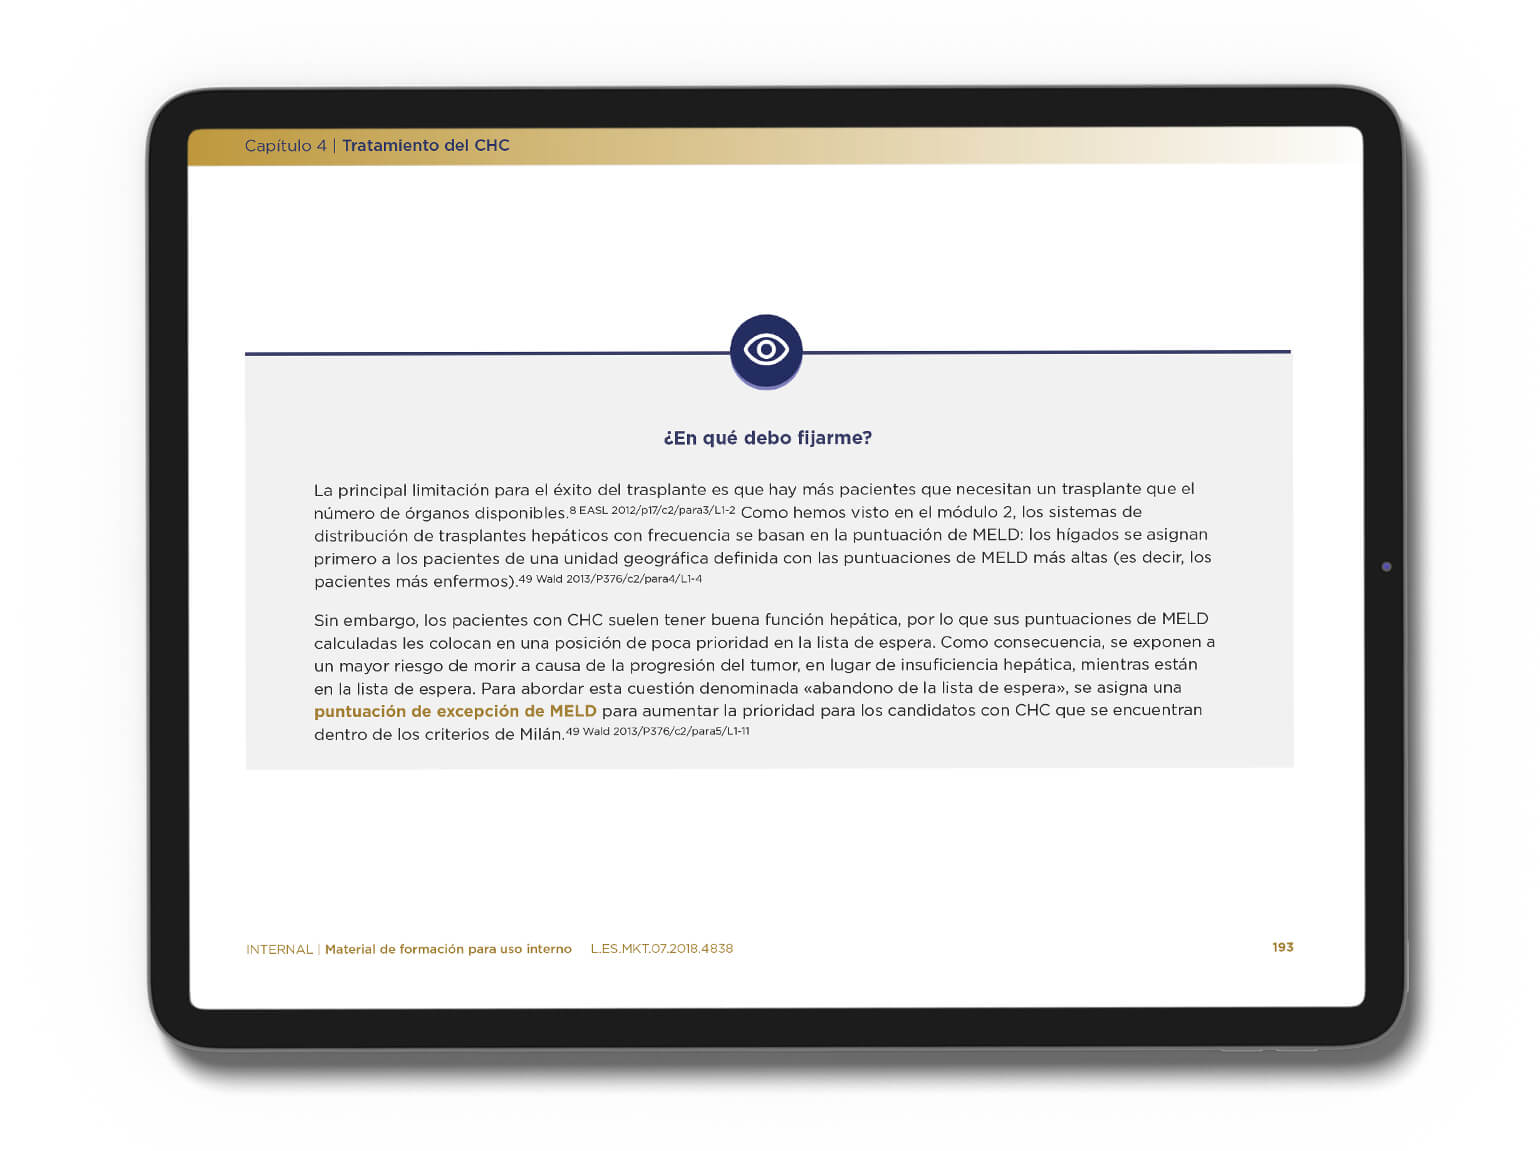 Capítulo 4 | Tratamiento del CHC
¿En qué debo fijarme?
La principal limitación para el éxito del trasplante es que hay más pacientes que necesitan un trasplante que el
número de órganos disponibles.8 EASL 2012/p17/c2/para3/L1-2 Como hemos visto en el módulo 2, los sistemas de
distribución de trasplantes hepáticos con frecuencia se basan en la puntuación de MELD: los hígados se asignan
primero a los pacientes de una unidad geográfica definida con las puntuaciones de MELD más altas (es decir, los
pacientes más enfermos).49 Wald 2013/P376/c2/para4/L1-4
Sin embargo, los pacientes con CHC suelen tener buena función hepática, por lo que sus puntuaciones de MELD
calculadas les colocan en una posición de poca prioridad en la lista de espera. Como consecuencia, se exponen a
un mayor riesgo de morir a causa de la progresión del tumor, en lugar de insuficiencia hepática, mientras están
en la lista de espera. Para abordar esta cuestión denominada «abandono de la lista de espera», se asigna una
puntuación de excepción de MELD para aumentar la prioridad para los candidatos con CHC que se encuentran
dentro de los criterios de Milán.49 Wald 2013/P376/c2/para5/L1-11
INTERNAL | Material de formación para uso interno L.ES.MKT.07.2018.4838
193